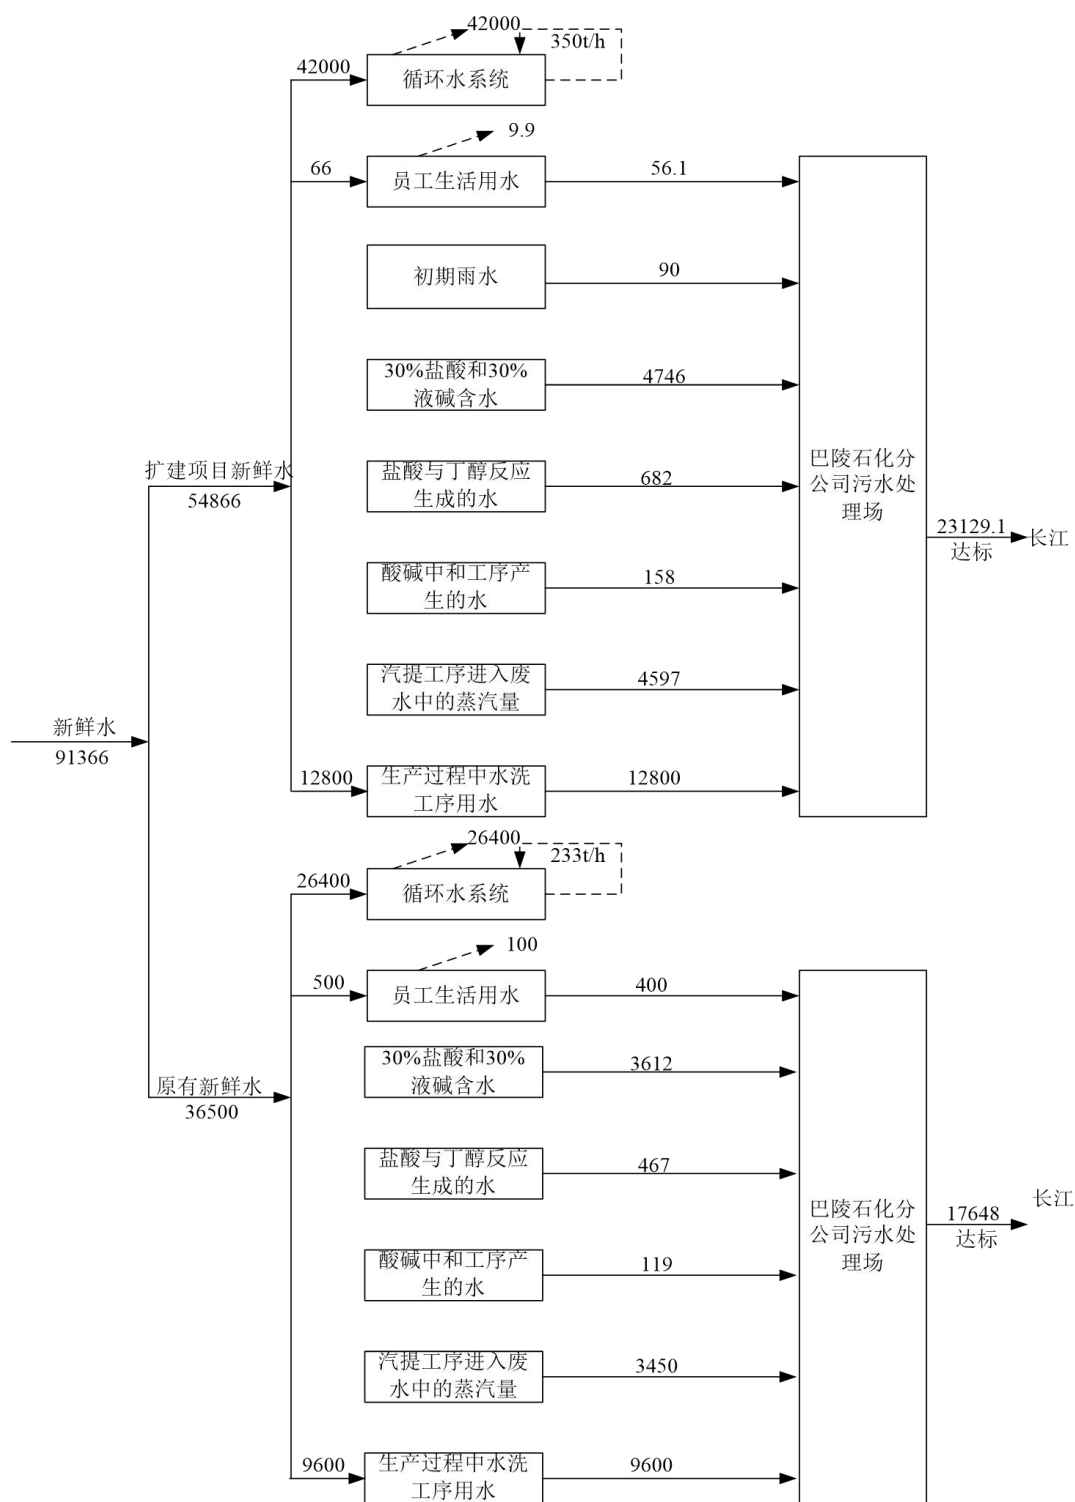 42000
350t/h
42000
循环水系统
9.9
66
员工生活用水
56.1
初期雨水
90
30%盐酸和30%
液碱含水
4746
扩建项目新鲜水
54866
盐酸与丁醇反应
生成的水
682
巴陵石化分
公司污水处
理场
23129.1
达标
长江
酸碱中和工序产
生的水
158
汽提工序进入废
水中的蒸汽量
4597
新鲜水
91366
12800
生产过程中水洗
工序用水
12800
26400
233t/h
26400
循环水系统
100
500
员工生活用水
400
30%盐酸和30%
液碱含水
3612
原有新鲜水
36500
盐酸与丁醇反应
生成的水
467
巴陵石化分
公司污水处
理场
17648
达标
长江
酸碱中和工序产
生的水
119
汽提工序进入废
水中的蒸汽量
3450
9600
生产过程中水洗
工序用水
9600